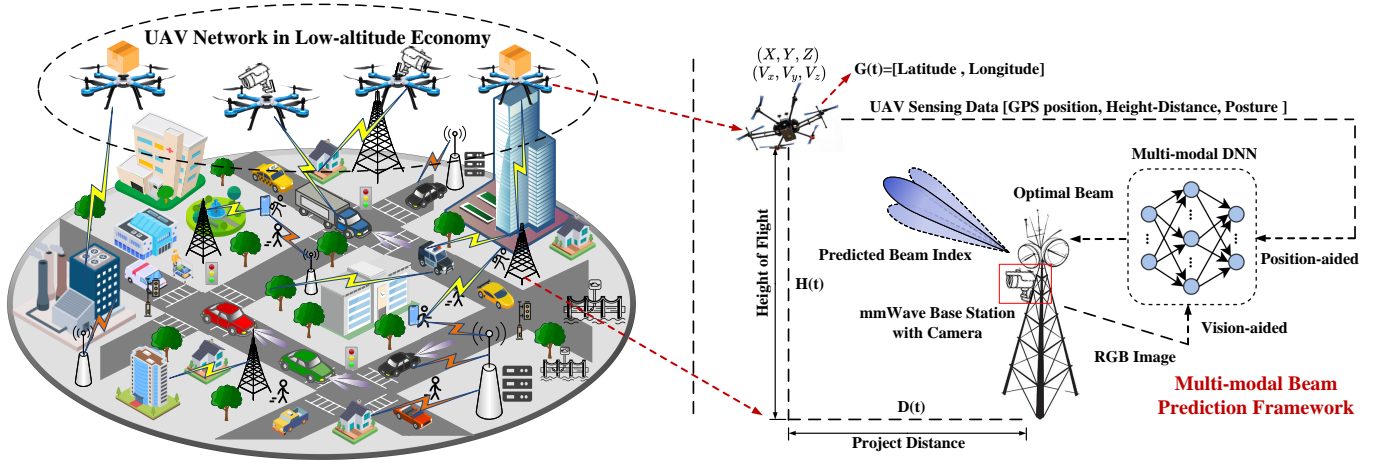 UAV Network in Low-altitude Economy
(X, Y, Z)
(V_x, V_y, V_z)
G(t)=[Latitude , Longitude]
UAV Sensing Data [GPS position, Height-Distance, Posture ]
Multi-modal DNN
Optimal Beam
Height of Flight
H(t)
Predicted Beam Index
Position-aided
mmWave Base Station
with Camera
Vision-aided
RGB Image
Multi-modal Beam
Prediction Framework
D(t)
Project Distance